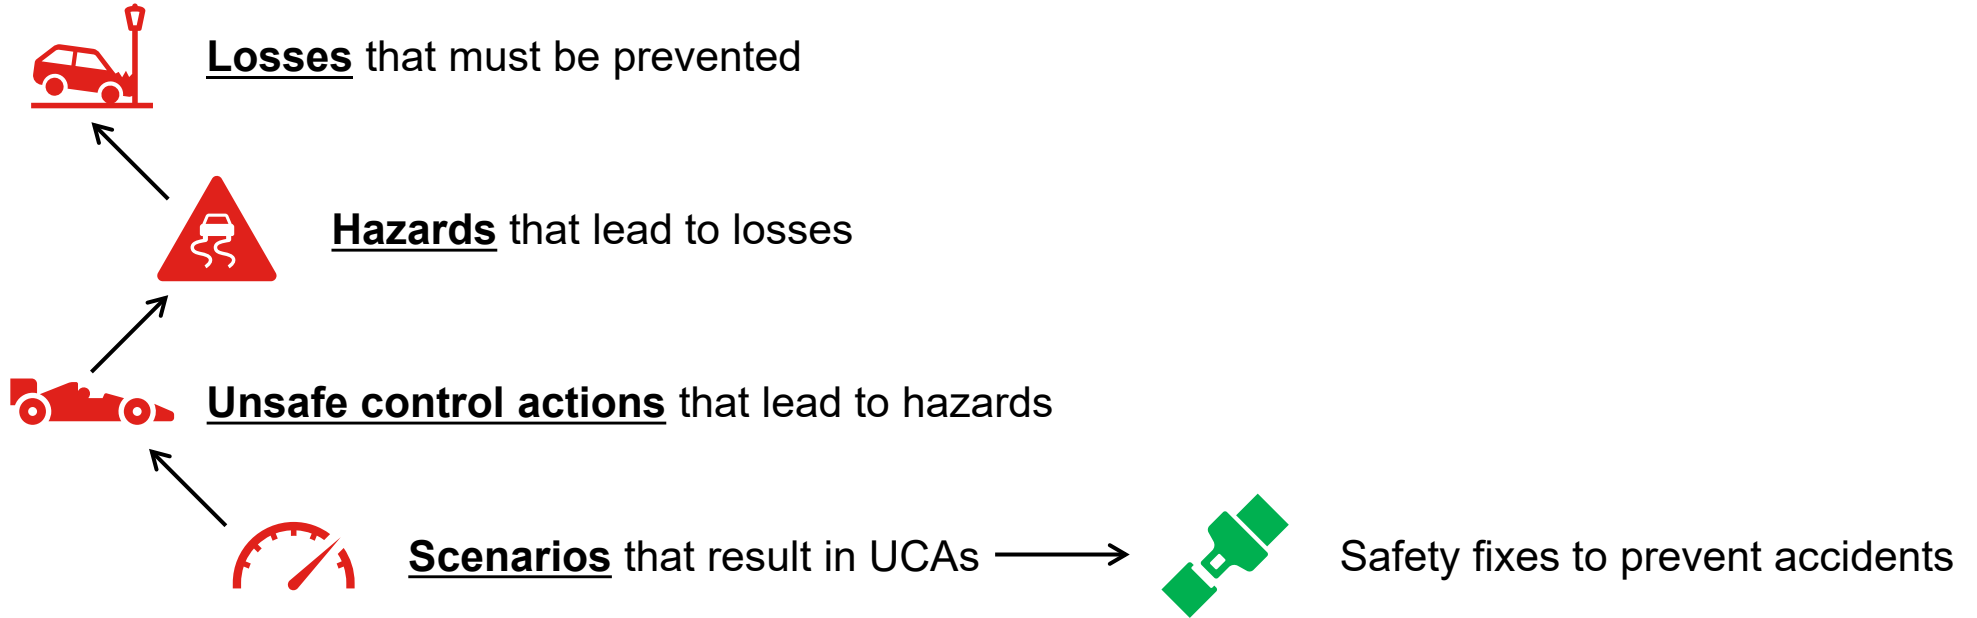 Losses that must be prevented
Hazards that lead to losses
Unsafe control actions that lead to hazards
Scenarios that result in UCAs
Safety fixes to prevent accidents